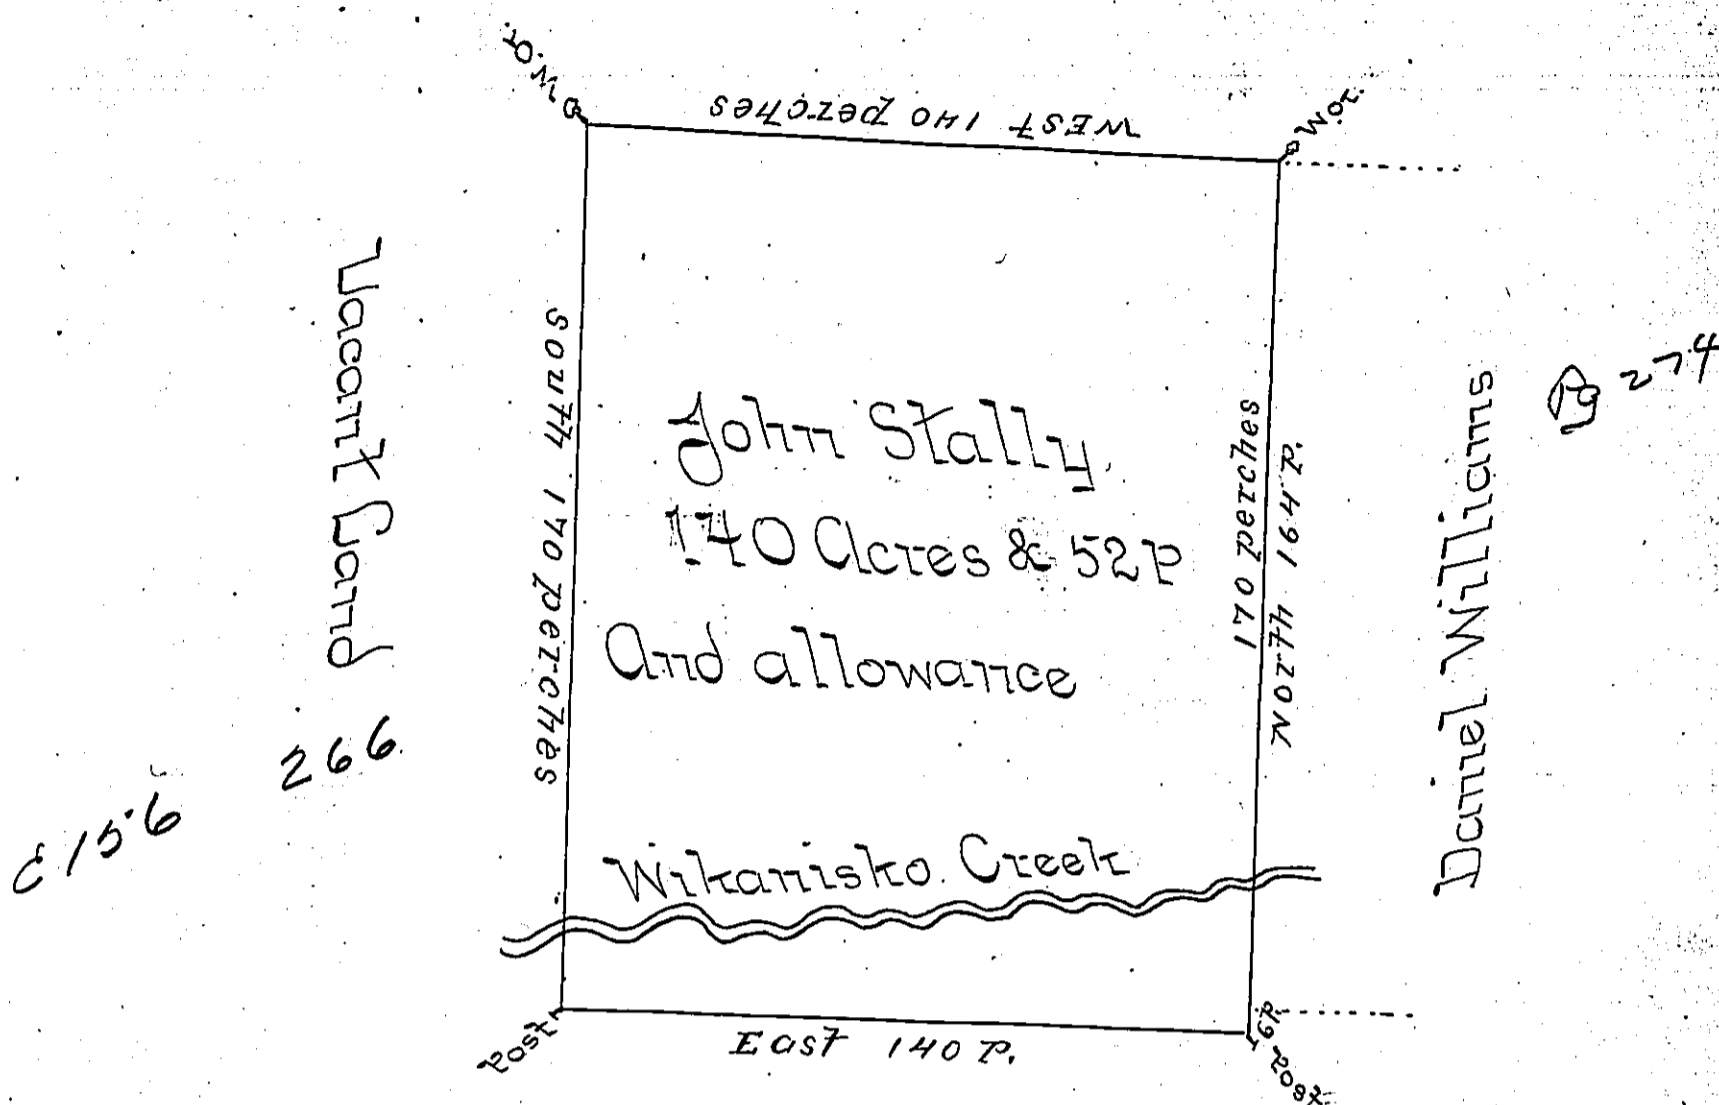 W.O.
WEST 140 perches
W.O.
Vacant Land
SOUTH 170 perches
John Stally
140 Acres & 52 P
And allowance
170 perches
North 164 P.
Daniel Williams
274
266
C 156
Wikanisko Creek
Post
East 140 P.
6 P
Post